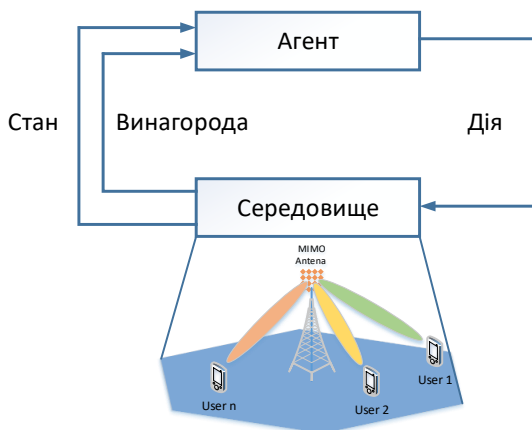 Агент
Стан
Винагорода
Дія
Середовище
MIMO
Antena
User 1
User n
User 2